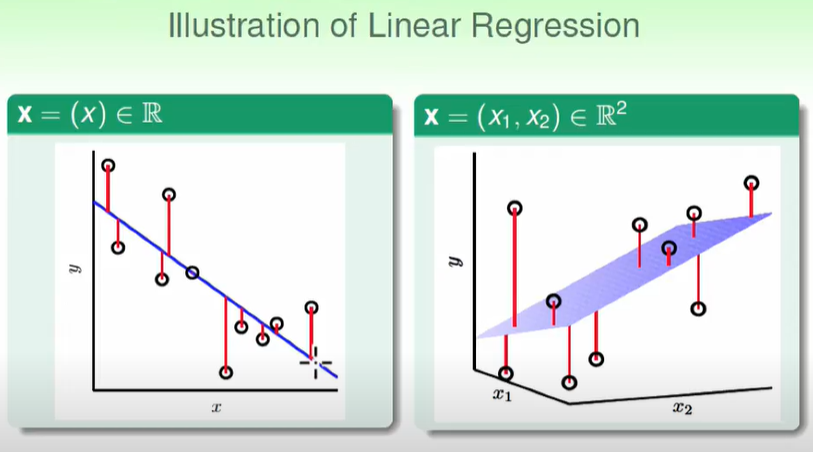 Illustration of Linear Regression
x = (x) ∈ ℝ
y
x
x = (x₁, x₂) ∈ ℝ²
y
x₁
x₂